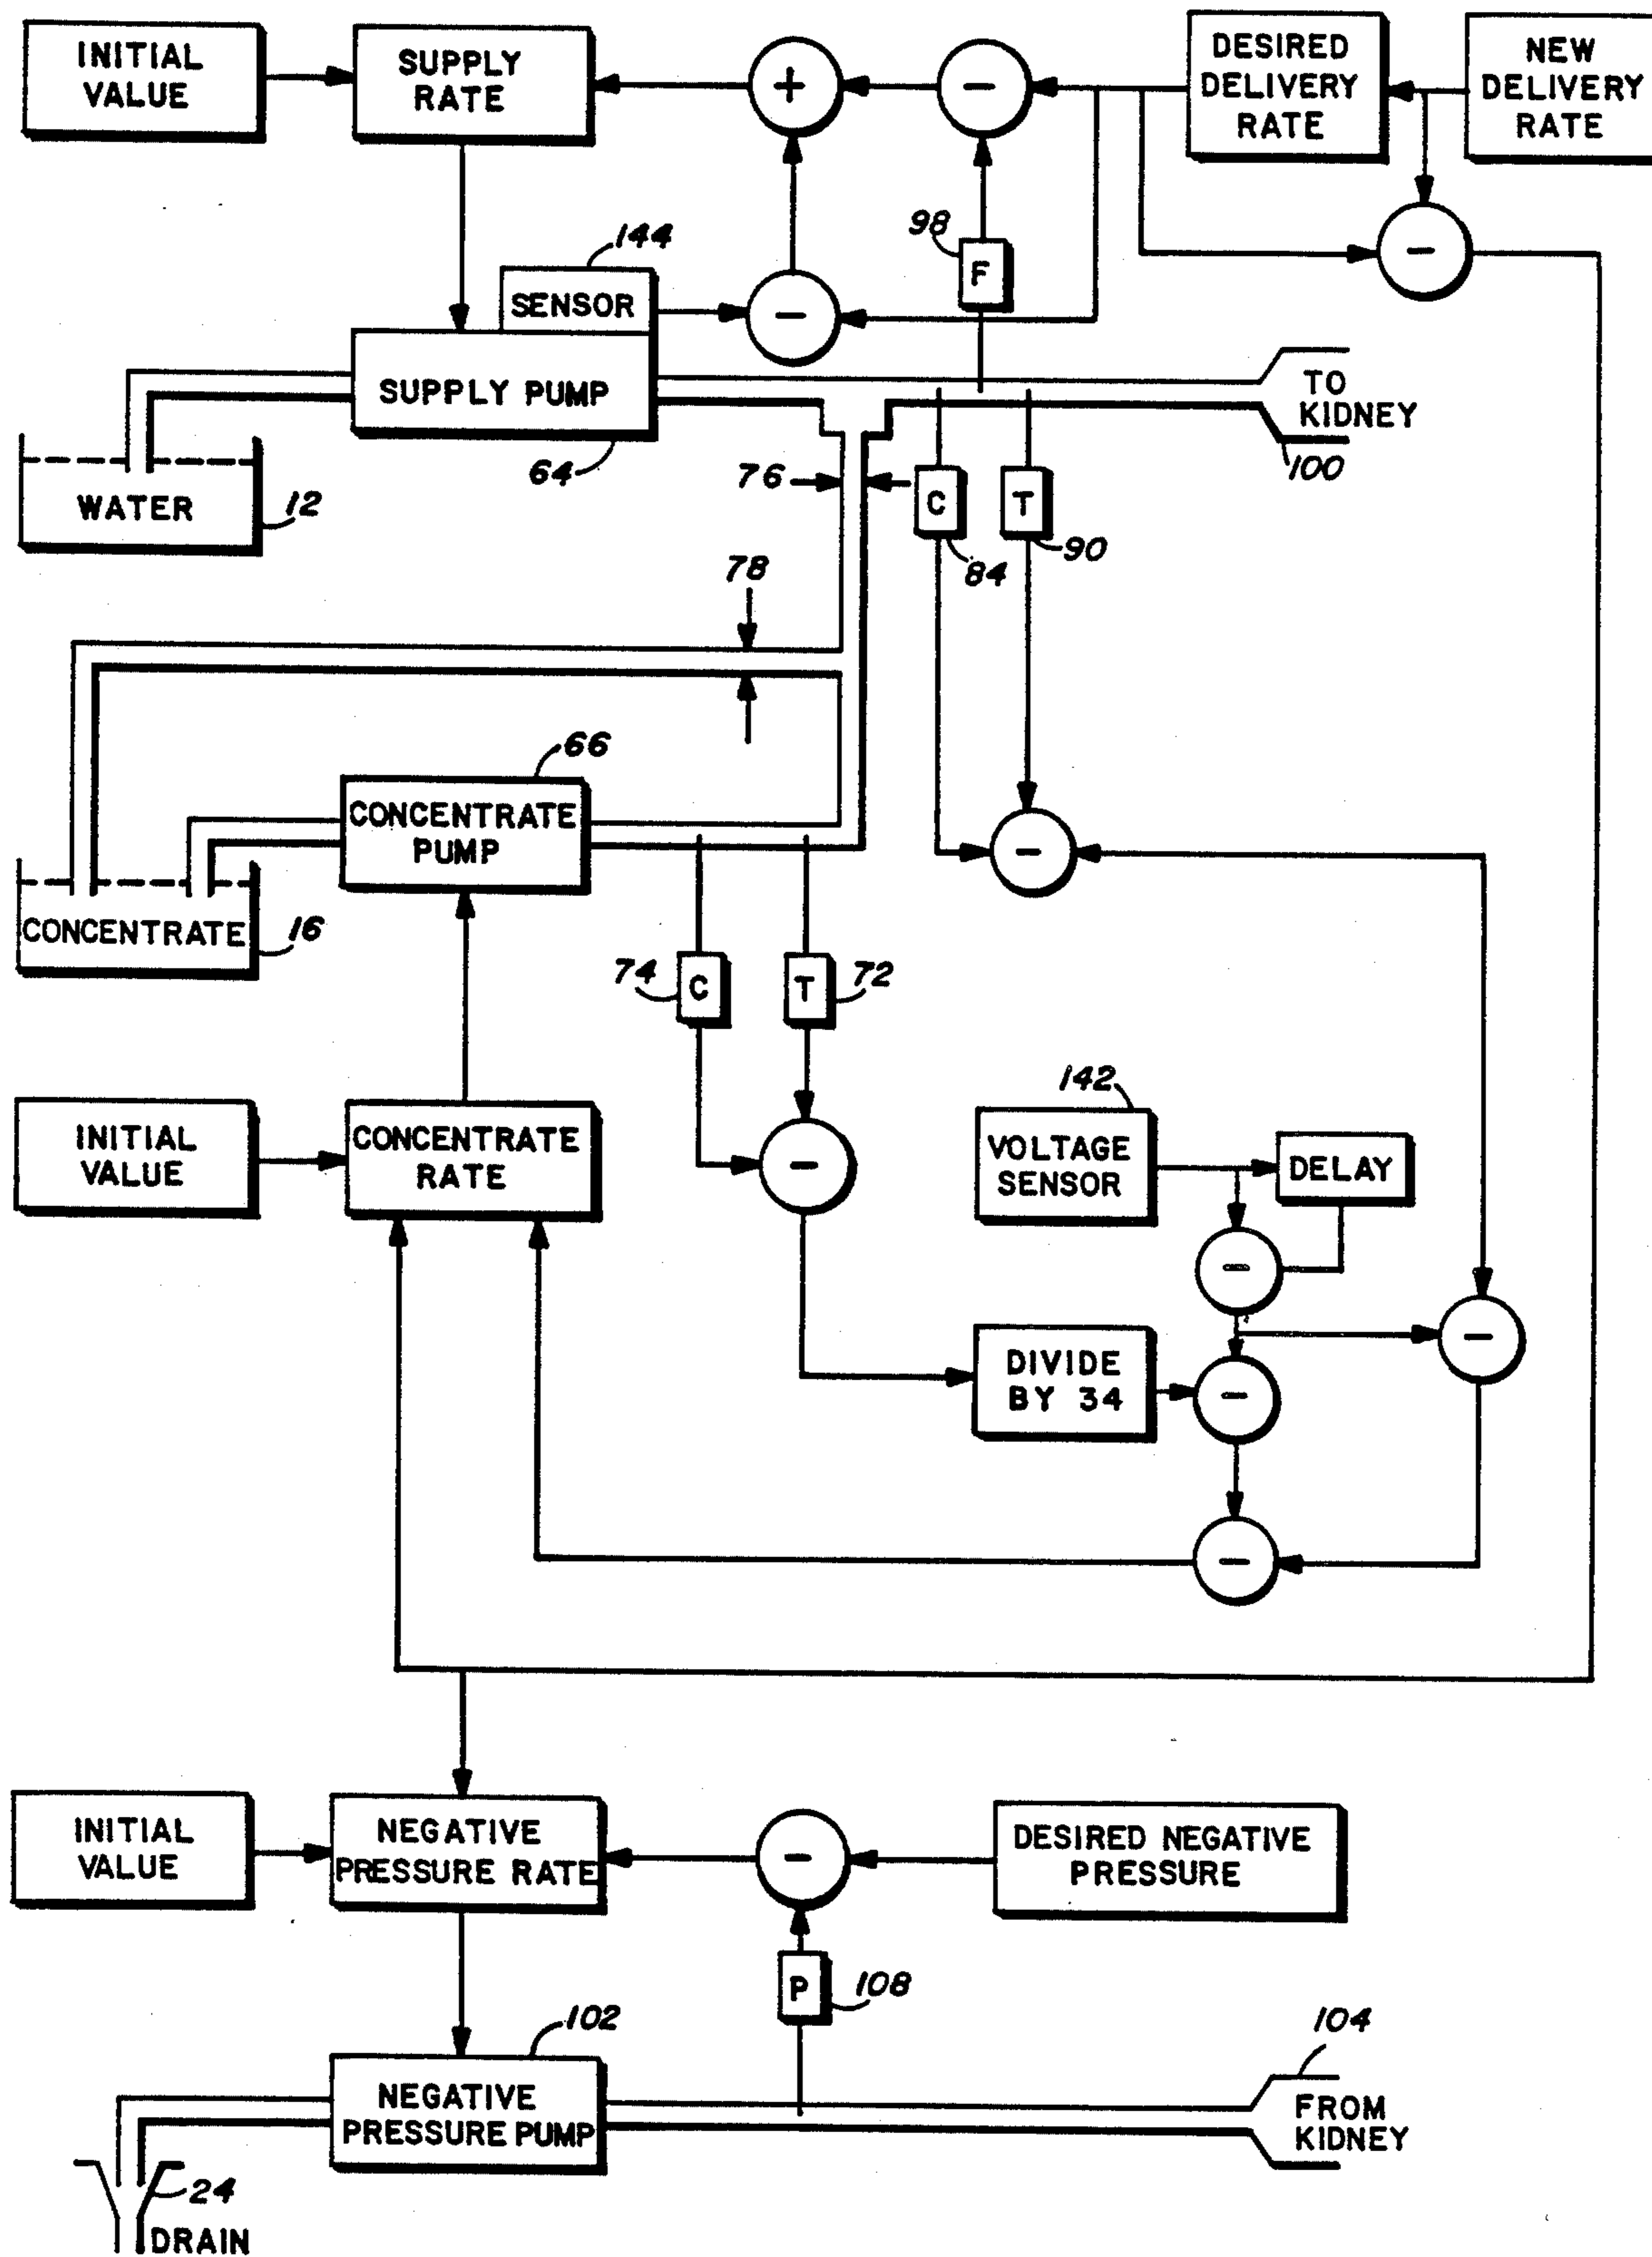 INITIAL
VALUE
SUPPLY
RATE
+
-
DESIRED
DELIVERY
RATE
NEW
DELIVERY
RATE
-
98
F
144
SENSOR
-
SUPPLY PUMP
64
TO
KIDNEY
100
WATER
12
76
C
84
T
90
78
66
CONCENTRATE
PUMP
-
CONCENTRATE
16
74
C
T
72
142
INITIAL
VALUE
CONCENTRATE
RATE
-
VOLTAGE
SENSOR
DELAY
-
-
DIVIDE
BY 34
-
-
INITIAL
VALUE
NEGATIVE
PRESSURE RATE
-
DESIRED NEGATIVE
PRESSURE
P
108
102
104
NEGATIVE
PRESSURE PUMP
FROM
KIDNEY
24
DRAIN